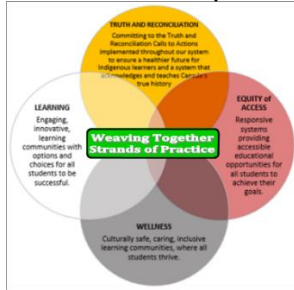 TRUTH AND RECONCILIATION
Committing to the Truth and
Reconciliation Calls to Actions
implemented throughout our system
to ensure a healthier future for
Indigenous learners and a system that
acknowledges and teaches Canada's
true history
LEARNING
Engaging,
innovative,
learning
communities with
options and
choices for all
students to be
successful.
EQUITY of
ACCESS
Responsive
systems
providing
accessible
educational
opportunities for
all students to
achieve their
goals.
Weaving Together
Strands of Practice
WELLNESS
Culturally safe, caring, inclusive
learning communities, where all
students thrive.